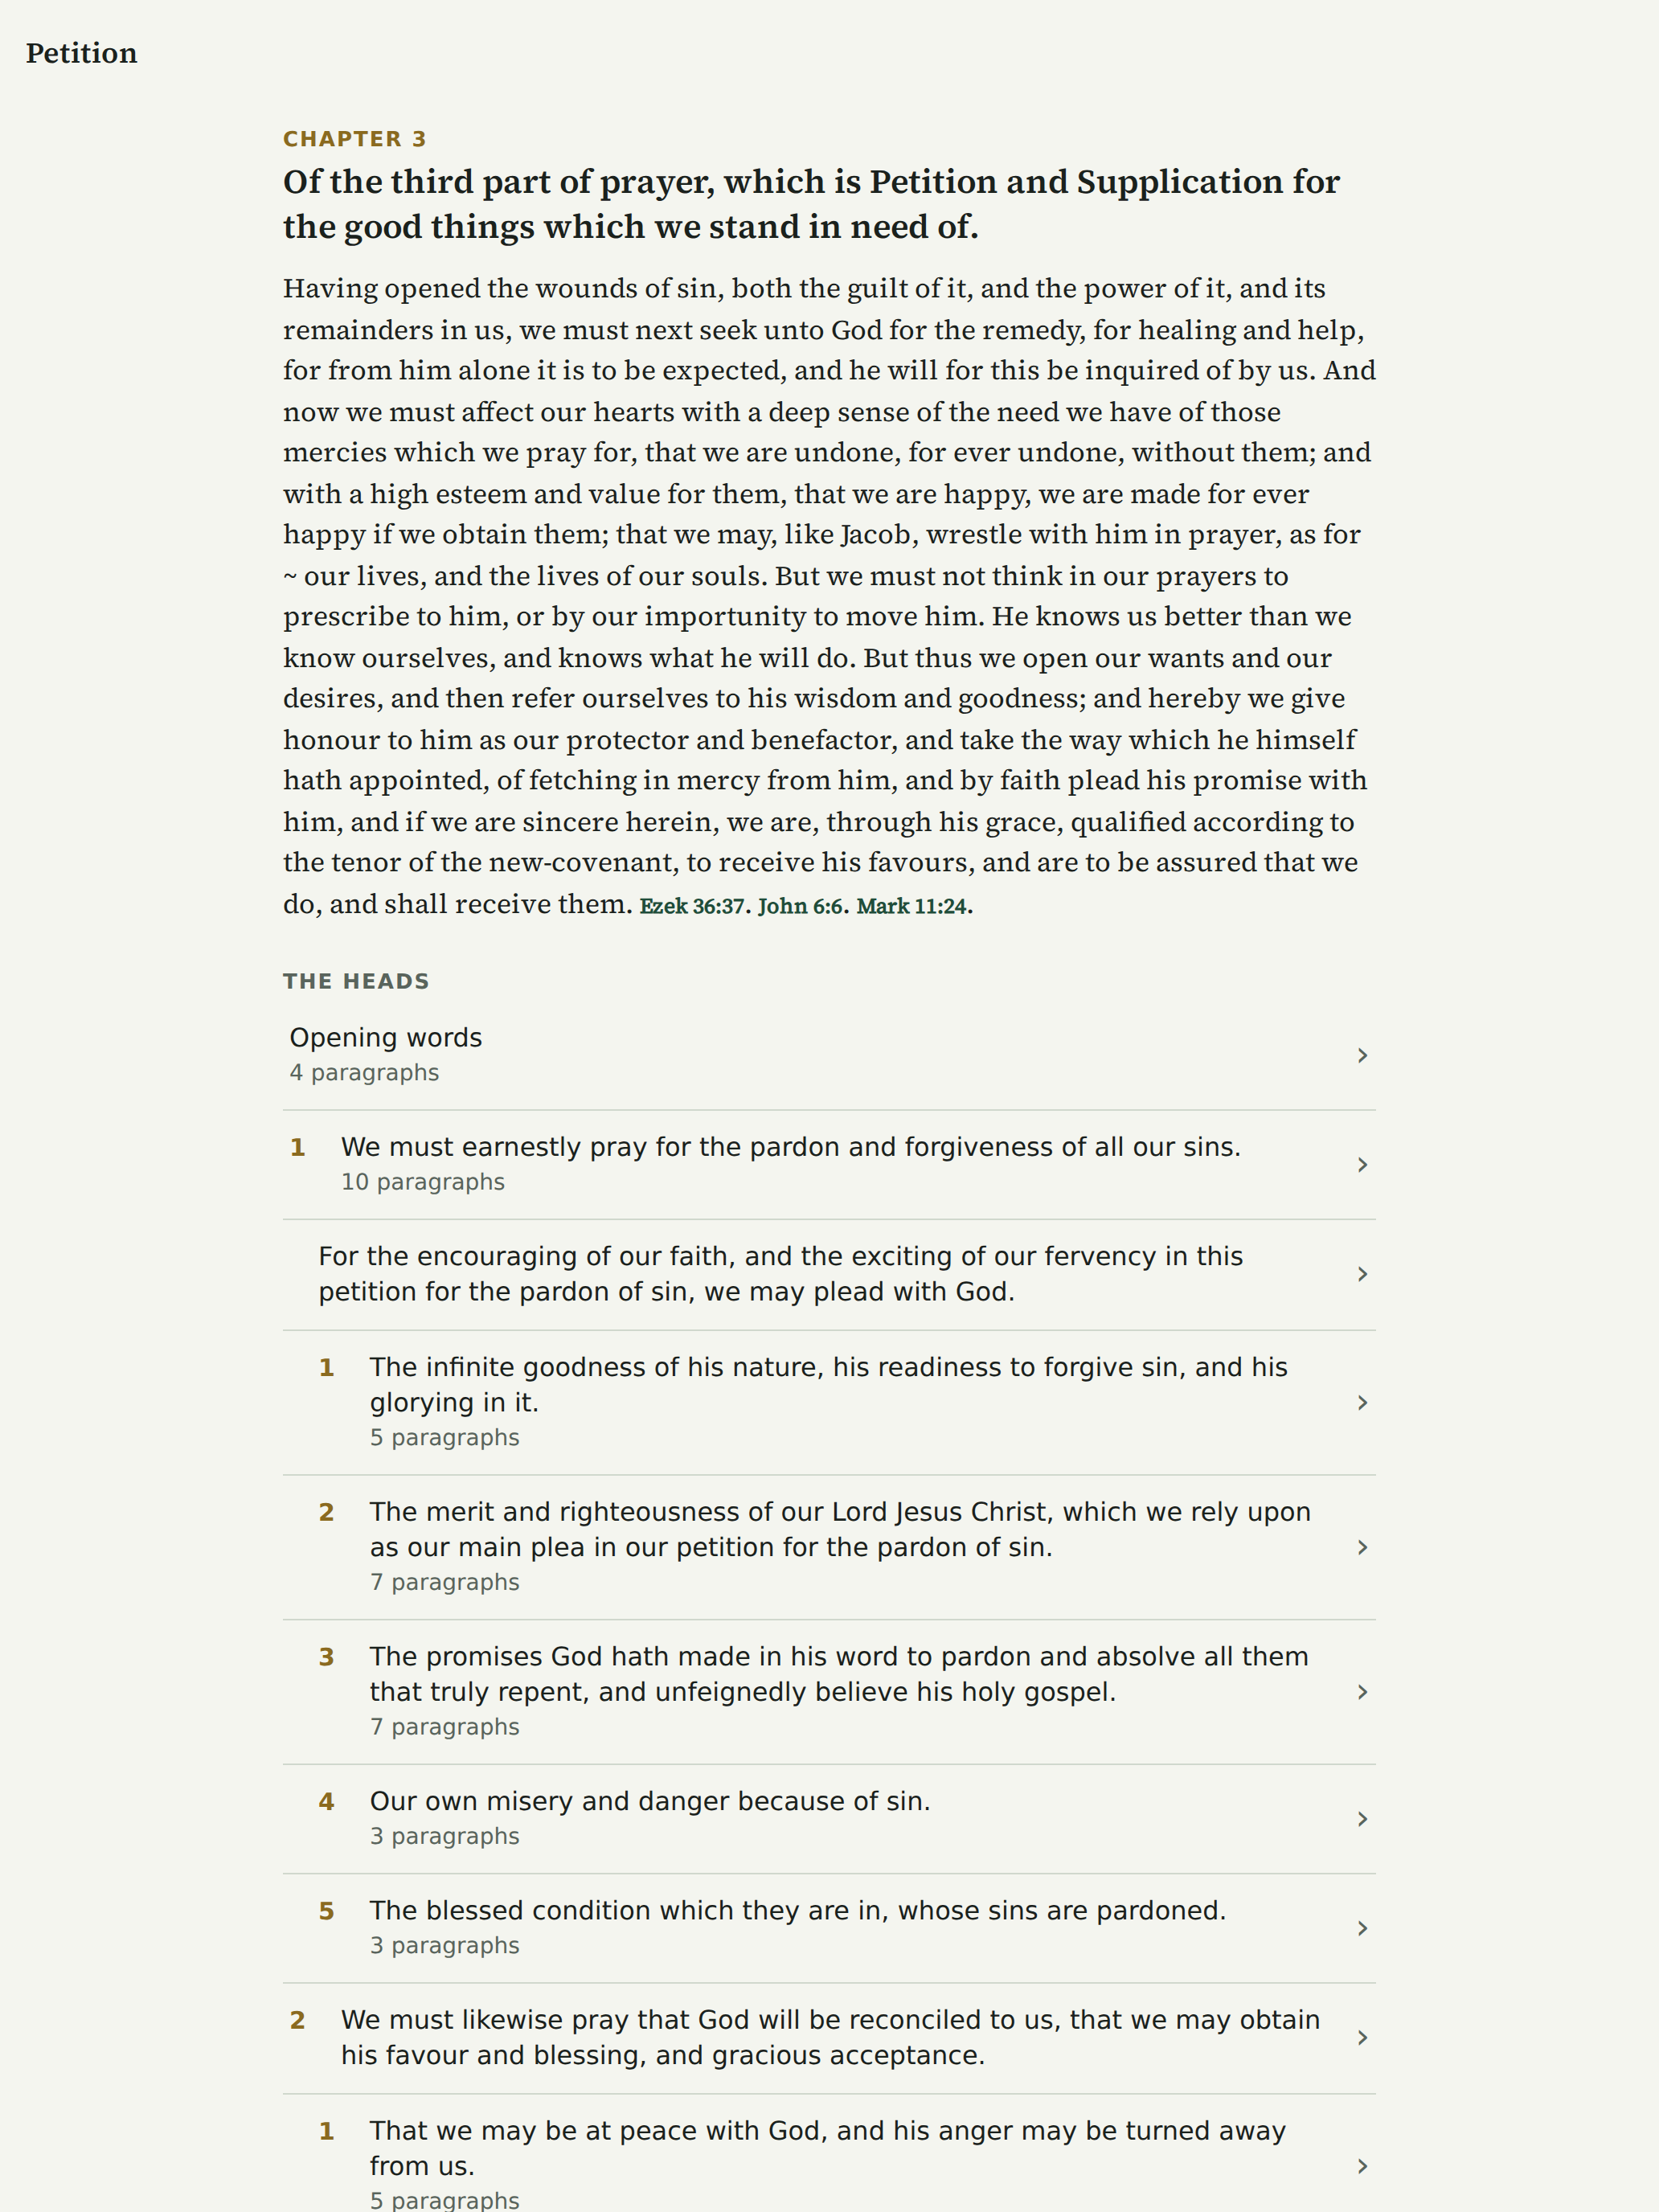 Petition
CHAPTER 3
Of the third part of prayer, which is Petition and Supplication for
the good things which we stand in need of.
Having opened the wounds of sin, both the guilt of it, and the power of it, and its
remainders in us, we must next seek unto God for the remedy, for healing and help,
for from him alone it is to be expected, and he will for this be inquired of by us. And
now we must affect our hearts with a deep sense of the need we have of those
mercies which we pray for, that we are undone, for ever undone, without them; and
with a high esteem and value for them, that we are happy, we are made for ever
happy if we obtain them; that we may, like Jacob, wrestle with him in prayer, as for
~ our lives, and the lives of our souls. But we must not think in our prayers to
prescribe to him, or by our importunity to move him. He knows us better than we
know ourselves, and knows what he will do. But thus we open our wants and our
desires, and then refer ourselves to his wisdom and goodness; and hereby we give
honour to him as our protector and benefactor, and take the way which he himself
hath appointed, of fetching in mercy from him, and by faith plead his promise with
him, and if we are sincere herein, we are, through his grace, qualified according to
the tenor of the new-covenant, to receive his favours, and are to be assured that we
do, and shall receive them. Ezek 36:37. John 6:6. Mark 11:24.
THE HEADS
Opening words
4 paragraphs
1 We must earnestly pray for the pardon and forgiveness of all our sins.
10 paragraphs
For the encouraging of our faith, and the exciting of our fervency in this
petition for the pardon of sin, we may plead with God.
1 The infinite goodness of his nature, his readiness to forgive sin, and his
glorying in it.
5 paragraphs
2 The merit and righteousness of our Lord Jesus Christ, which we rely upon
as our main plea in our petition for the pardon of sin.
7 paragraphs
3 The promises God hath made in his word to pardon and absolve all them
that truly repent, and unfeignedly believe his holy gospel.
7 paragraphs
4 Our own misery and danger because of sin.
3 paragraphs
5 The blessed condition which they are in, whose sins are pardoned.
3 paragraphs
2 We must likewise pray that God will be reconciled to us, that we may obtain
his favour and blessing, and gracious acceptance.
1 That we may be at peace with God, and his anger may be turned away
from us.
5 paragraphs